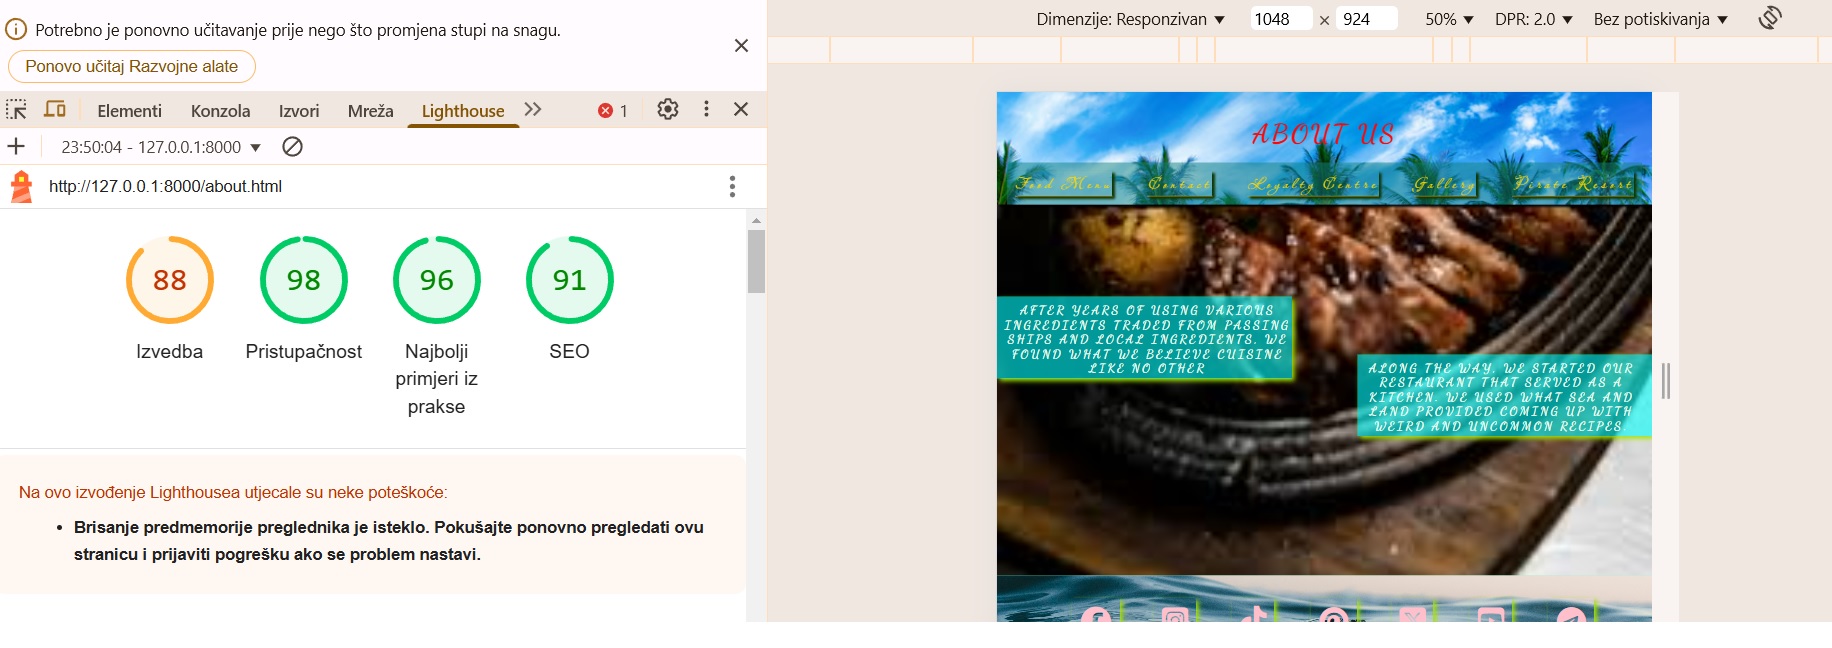 Potrebno je ponovno učitavanje prije nego što promjena stupi na snagu.
Ponovo učitaj Razvojne alate
Elementi Konzola Izvori Mreža Lighthouse 1
23:50:04 - 127.0.0.1:8000
http://127.0.0.1:8000/about.html
88 98 96 91
Izvedba Pristupačnost Najbolji primjeri iz prakse SEO
Na ovo izvođenje Lighthousea utjecale su neke poteškoće:
Brisanje predmemorije preglednika je isteklo. Pokušajte ponovno pregledati ovu
stranicu i prijaviti pogrešku ako se problem nastavi.
Dimenzije: Responzivan 1048 × 924 50% DPR: 2.0 Bez potiskivanja
ABOUT US
Food Menu Contact Loyalty Centre Gallery Pirate Resort
AFTER YEARS OF USING VARIOUS
INGREDIENTS TRADED FROM PASSING
SHIPS AND LOCAL INGREDIENTS. WE
FOUND WHAT WE BELIEVE CUISINE
LIKE NO OTHER
ALONG THE WAY, WE STARTED OUR
RESTAURANT THAT SERVED AS A
KITCHEN. WE USED WHAT SEA AND
LAND PROVIDED COMING UP WITH
WEIRD AND UNCOMMON RECIPES.